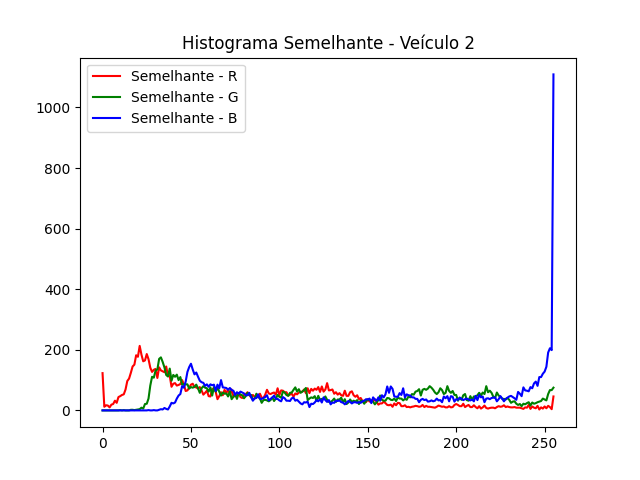 Histograma Semelhante - Veículo 2
Semelhante - R
Semelhante - G
Semelhante - B
1000
800
600
400
200
0
0 50 100 150 200 250